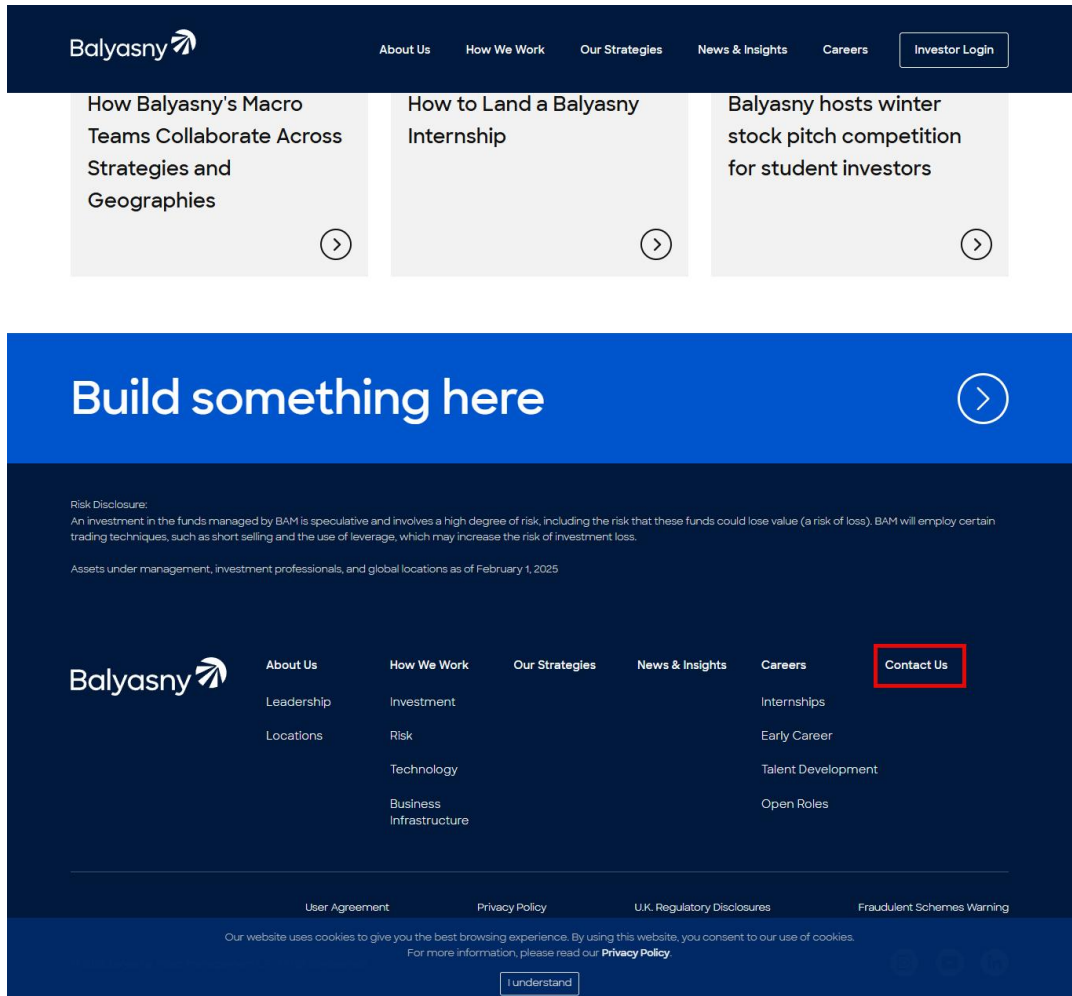 Balyasny
About Us How We Work Our Strategies News & Insights Careers Investor Login
How Balyasny's Macro
Teams Collaborate Across
Strategies and
Geographies
How to Land a Balyasny
Internship
Balyasny hosts winter
stock pitch competition
for student investors
Build something here
Risk Disclosure:
An investment in the funds managed by BAM is speculative and involves a high degree of risk, including the risk that these funds could lose value (a risk of loss). BAM will employ certain
trading techniques, such as short selling and the use of leverage, which may increase the risk of investment loss.
Assets under management, investment professionals, and global locations as of February 1, 2025
Balyasny
About Us
Leadership
Locations
How We Work
Investment
Risk
Technology
Business
Infrastructure
Our Strategies
News & Insights
Careers
Internships
Early Career
Talent Development
Open Roles
Contact Us
User Agreement Privacy Policy U.K. Regulatory Disclosures Fraudulent Schemes Warning
Our website uses cookies to give you the best browsing experience. By using this website, you consent to our use of cookies.
For more information, please read our Privacy Policy.
I understand